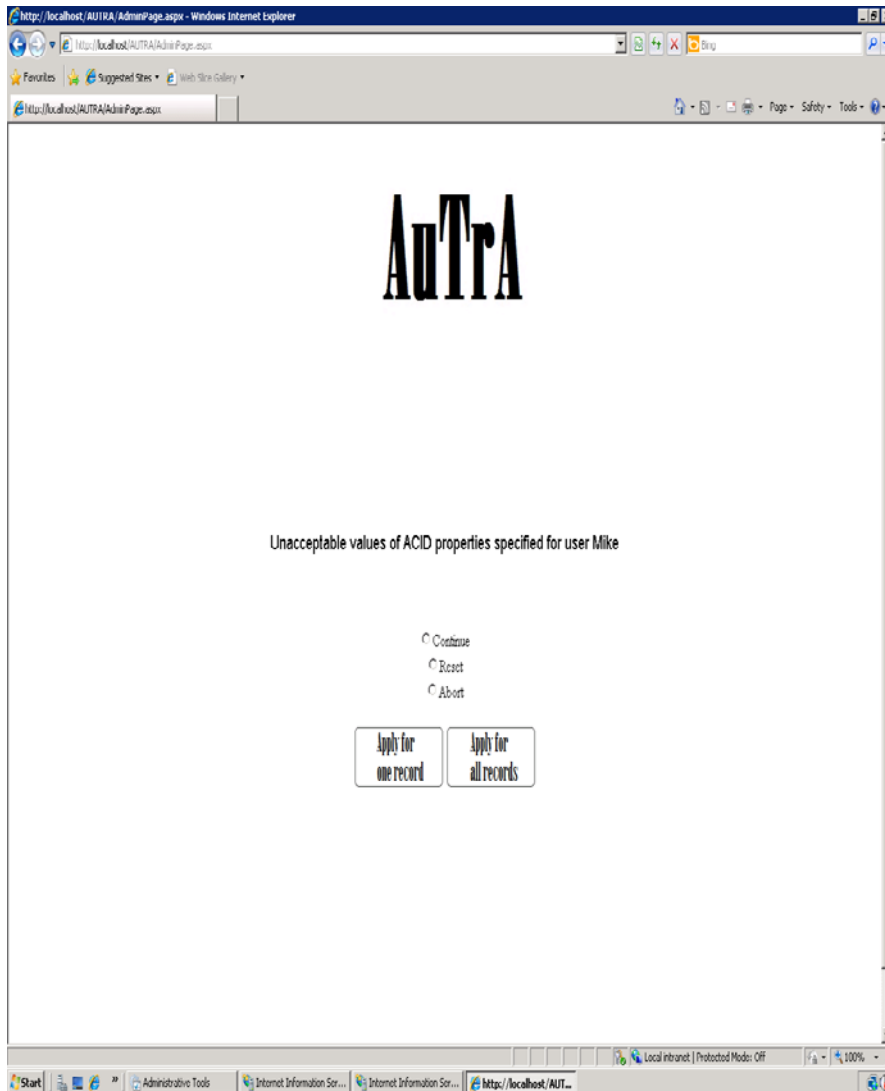 http://localhost/AUTRA/AdminPage.aspx - Windows Internet Explorer
http://localhost/AUTRA/AdminPage.aspx
Bing
Favorites
Suggested Sites
Web Slice Gallery
http://localhost/AUTRA/AdminPage.aspx
Page
Safety
Tools
AuTrA
Unacceptable values of ACID properties specified for user Mike
Continue
Reset
Abort
Apply for
one record
Apply for
all records
Local intranet | Protected Mode: Off
100%
Start
»
Administrative Tools
Internet Information Ser...
Internet Information Ser...
http://localhost/AUT...